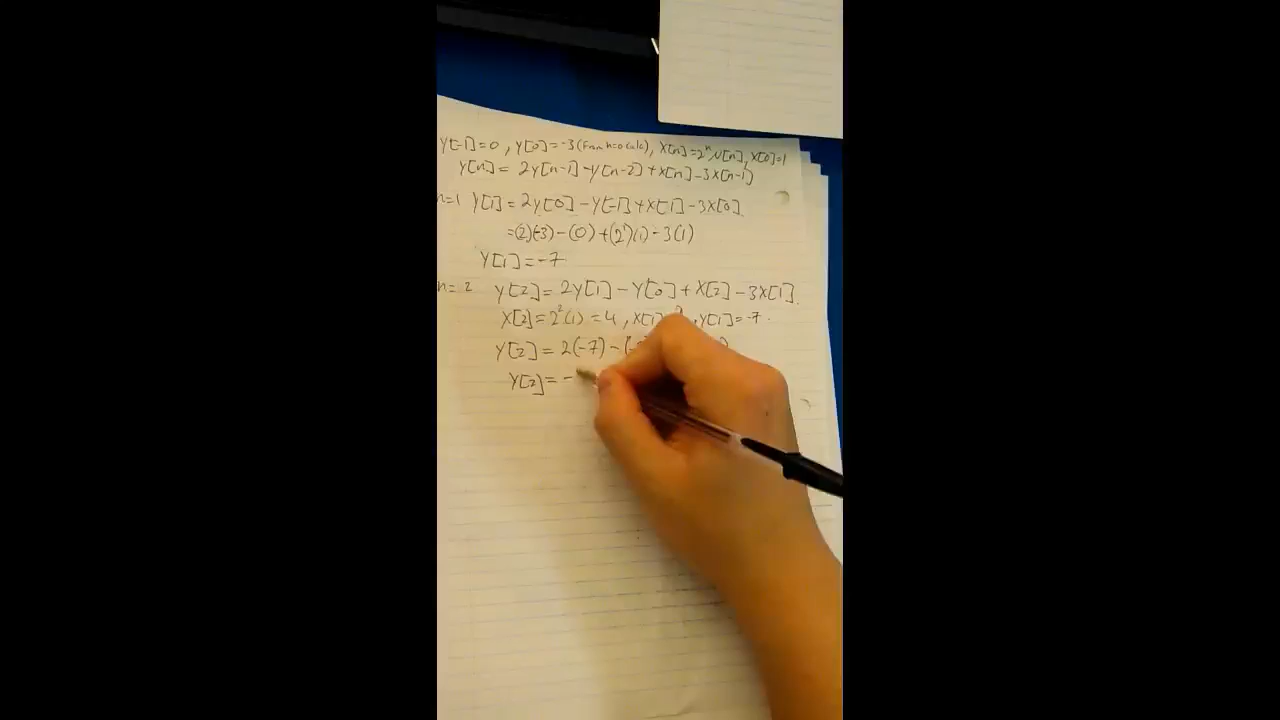 Y[-1]=0, Y[0]=-3 (From n=0 Calc), X[n]=2ⁿu[n], X[0]=1
Y[n]= 2Y[n-1]-Y[n-2]+X[n]-3X[n-1]
n=1 Y[1]=2Y[0]-Y[-1]+X[1]-3X[0]
=(2)(-3)-(0)+(2¹)(1)-3(1)
Y[1]=-7
n=2 Y[2]=2Y[1]-Y[0]+X[2]-3X[1]
X[2]=2²(1)=4, X[1] , Y[1]=-7.
Y[2]=2(-7)-(-
Y[2]=-